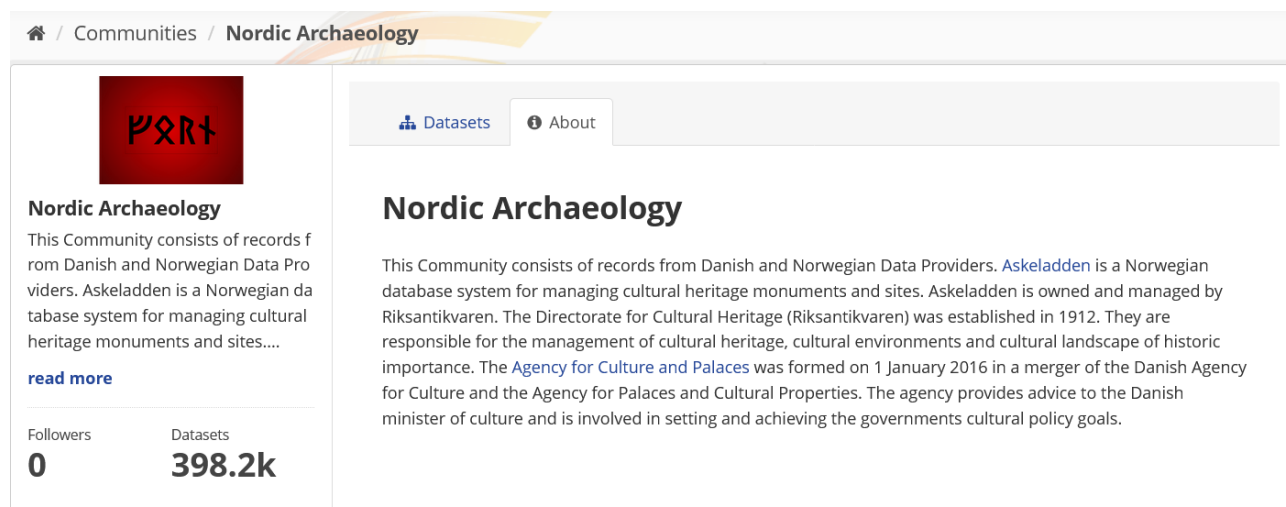 / Communities / Nordic Archaeology
ᚠᛟᚱᚾ
Nordic Archaeology
This Community consists of records f
rom Danish and Norwegian Data Pro
viders. Askeladden is a Norwegian da
tabase system for managing cultural
heritage monuments and sites....
read more
Followers
0
Datasets
398.2k
Datasets
About
Nordic Archaeology
This Community consists of records from Danish and Norwegian Data Providers. Askeladden is a Norwegian
database system for managing cultural heritage monuments and sites. Askeladden is owned and managed by
Riksantikvaren. The Directorate for Cultural Heritage (Riksantikvaren) was established in 1912. They are
responsible for the management of cultural heritage, cultural environments and cultural landscape of historic
importance. The Agency for Culture and Palaces was formed on 1 January 2016 in a merger of the Danish Agency
for Culture and the Agency for Palaces and Cultural Properties. The agency provides advice to the Danish
minister of culture and is involved in setting and achieving the governments cultural policy goals.